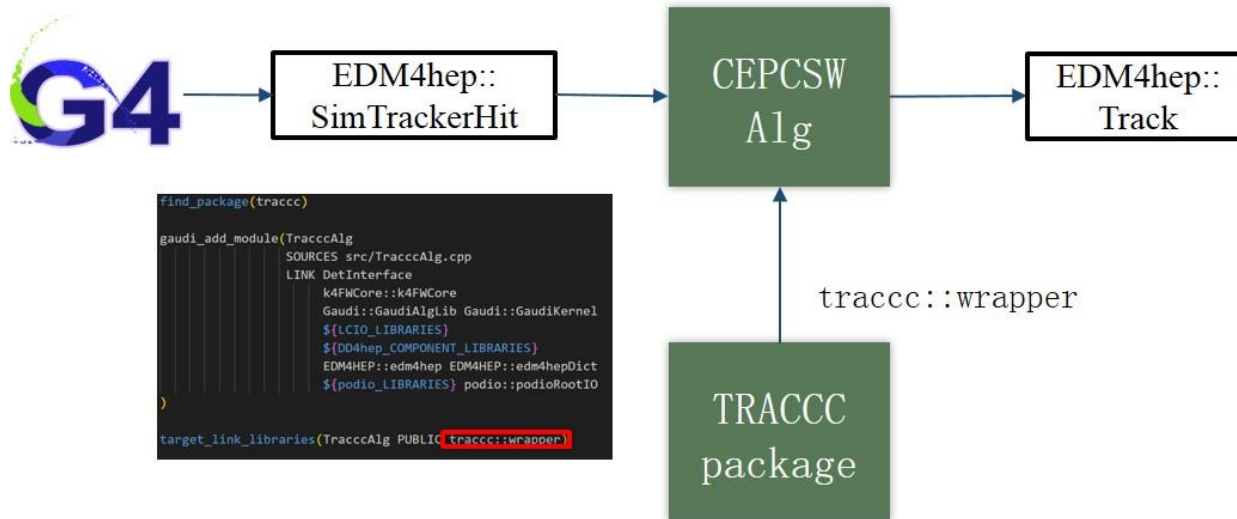 G4
EDM4hep::
SimTrackerHit
CEPCSW
Alg
EDM4hep::
Track
find_package(traccc)
gaudi_add_module(TracccAlg
SOURCES src/TracccAlg.cpp
LINK DetInterface
k4FWCore::k4FWCore
Gaudi::GaudiAlgLib Gaudi::GaudiKernel
${LCIO_LIBRARIES}
${DD4hep_COMPONENT_LIBRARIES}
EDM4HEP::edm4hep EDM4HEP::edm4hepDict
${podio_LIBRARIES} podio::podioRootIO
)
target_link_libraries(TracccAlg PUBLIC traccc::wrapper)
traccc::wrapper
TRACCC
package